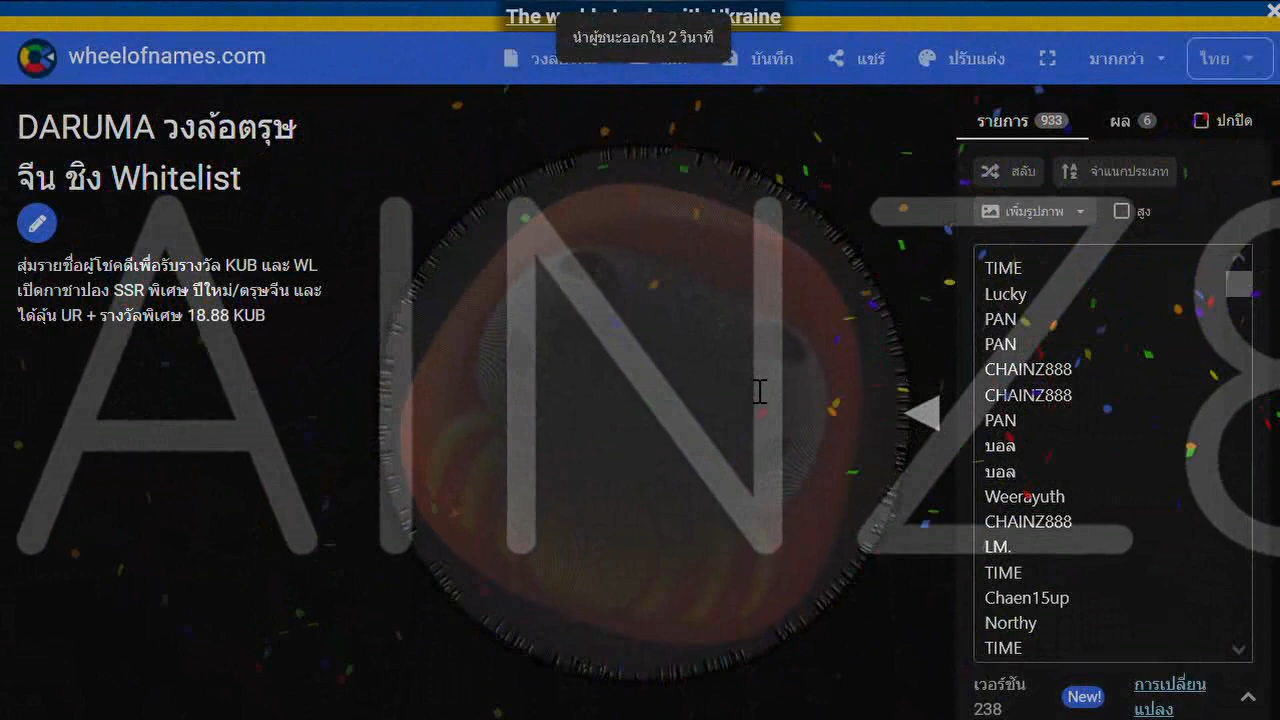 The
Ukraine
นำผู้ชนะออกใน 2 วินาที
wheelofnames.com
บันทึก
แชร์
ปรับแต่ง
มากกว่า
ไทย
DARUMA วงล้อตรุษ
จีน ชิง Whitelist
สุ่มรายชื่อผู้โชคดีเพื่อรับรางวัล KUB และ WL
เปิดกาชาปอง SSR พิเศษ ปีใหม่/ตรุษจีน และ
ได้ลุ้น UR + รางวัลพิเศษ 18.88 KUB
AINZ8
รายการ 933
ผล 6
ปกปิด
สลับ
จำแนกประเภท
เพิ่มรูปภาพ
สูง
TIME
Lucky
PAN
PAN
CHAINZ888
CHAINZ888
PAN
บอล
บอล
Weerayuth
CHAINZ888
LM.
TIME
Chaen15up
Northy
TIME
เวอร์ชัน
238
New!
การเปลี่ยน
แปลง